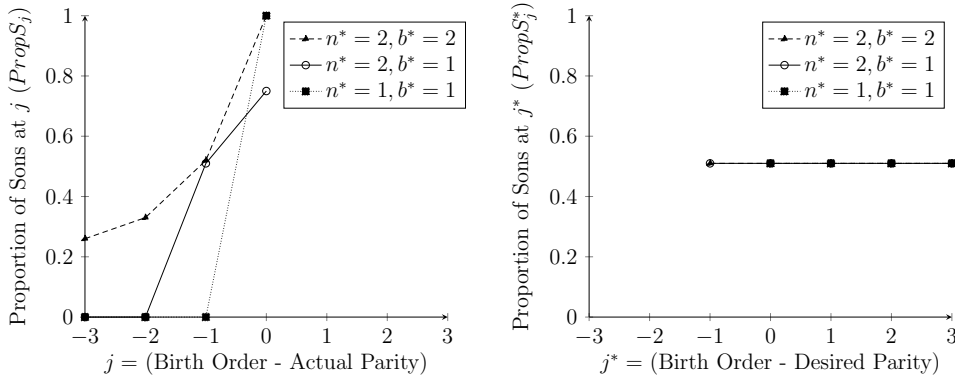 Proportion of Sons at j (PropS_j)
1
0.8
0.6
0.4
0.2
0
n* = 2, b* = 2
n* = 2, b* = 1
n* = 1, b* = 1
−3 −2 −1 0 1 2 3
j = (Birth Order - Actual Parity)
Proportion of Sons at j* (PropS*_j)
1
0.8
0.6
0.4
0.2
0
n* = 2, b* = 2
n* = 2, b* = 1
n* = 1, b* = 1
−3 −2 −1 0 1 2 3
j* = (Birth Order - Desired Parity)